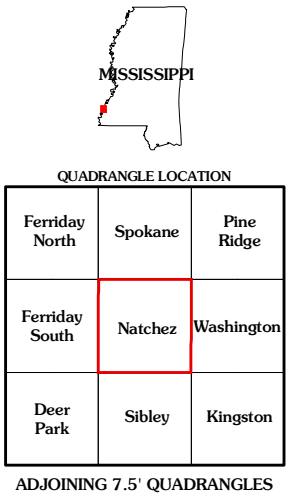 MISSISSIPPI
QUADRANGLE LOCATION
Ferriday
North
Spokane
Pine
Ridge
Ferriday
South
Natchez
Washington
Deer
Park
Sibley
Kingston
ADJOINING 7.5' QUADRANGLES